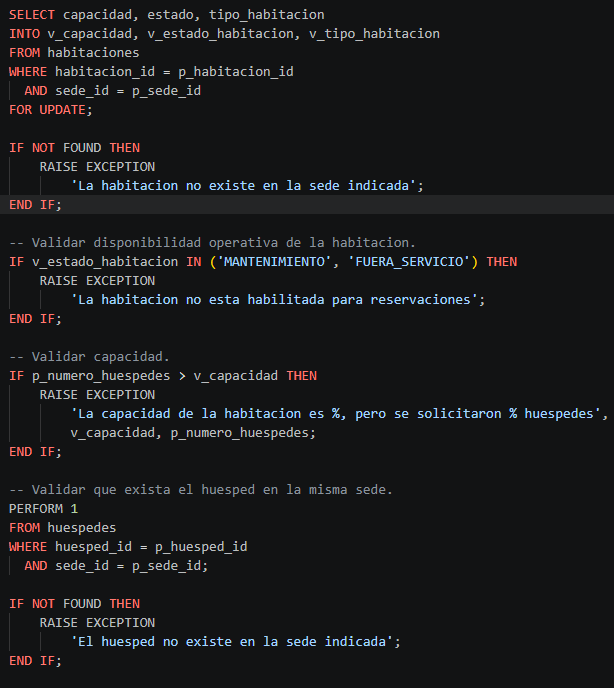 SELECT capacidad, estado, tipo_habitacion
INTO v_capacidad, v_estado_habitacion, v_tipo_habitacion
FROM habitaciones
WHERE habitacion_id = p_habitacion_id
  AND sede_id = p_sede_id
FOR UPDATE;

IF NOT FOUND THEN
    RAISE EXCEPTION
        'La habitacion no existe en la sede indicada';
END IF;

-- Validar disponibilidad operativa de la habitacion.
IF v_estado_habitacion IN ('MANTENIMIENTO', 'FUERA_SERVICIO') THEN
    RAISE EXCEPTION
        'La habitacion no esta habilitada para reservaciones';
END IF;

-- Validar capacidad.
IF p_numero_huespedes > v_capacidad THEN
    RAISE EXCEPTION
        'La capacidad de la habitacion es %, pero se solicitaron % huespedes',
        v_capacidad, p_numero_huespedes;
END IF;

-- Validar que exista el huesped en la misma sede.
PERFORM 1
FROM huespedes
WHERE huesped_id = p_huesped_id
  AND sede_id = p_sede_id;

IF NOT FOUND THEN
    RAISE EXCEPTION
        'El huesped no existe en la sede indicada';
END IF;